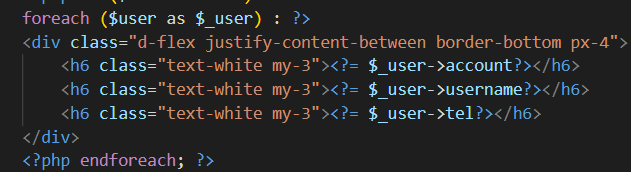 foreach ($user as $_user) : ?>
<div class="d-flex justify-content-between border-bottom px-4">
    <h6 class="text-white my-3"><?= $_user->account?></h6>
    <h6 class="text-white my-3"><?= $_user->username?></h6>
    <h6 class="text-white my-3"><?= $_user->tel?></h6>
</div>
<?php endforeach; ?>